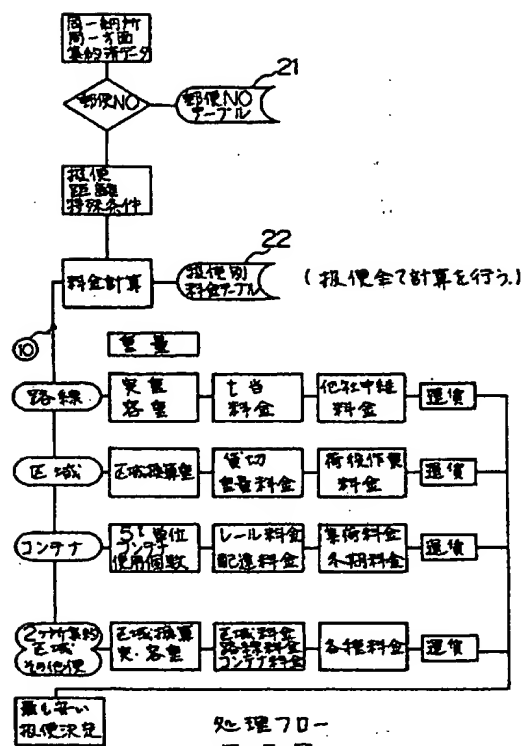 同一納所
同一方面
集約済データ
21
郵便NO
郵便NO
テーブル
扱便
距離
特殊条件
22
料金計算
扱便別
料金テーブル
(扱便全て計算を行う.)
10
重量
路線
実重
容重
t当
料金
他社中継
料金
運賃
区域
区域換算重
貸切
重量料金
荷役作業
料金
運賃
コンテナ
5t単位
コンテナ
使用個数
レール料金
配達料金
集荷料金
冬期料金
運賃
2ヶ所集約
区域
その他便
区域換算
実・容重
区域料金
路線料金
コンテナ料金
各種料金
運賃
最も安い
扱便決定
処理フロー